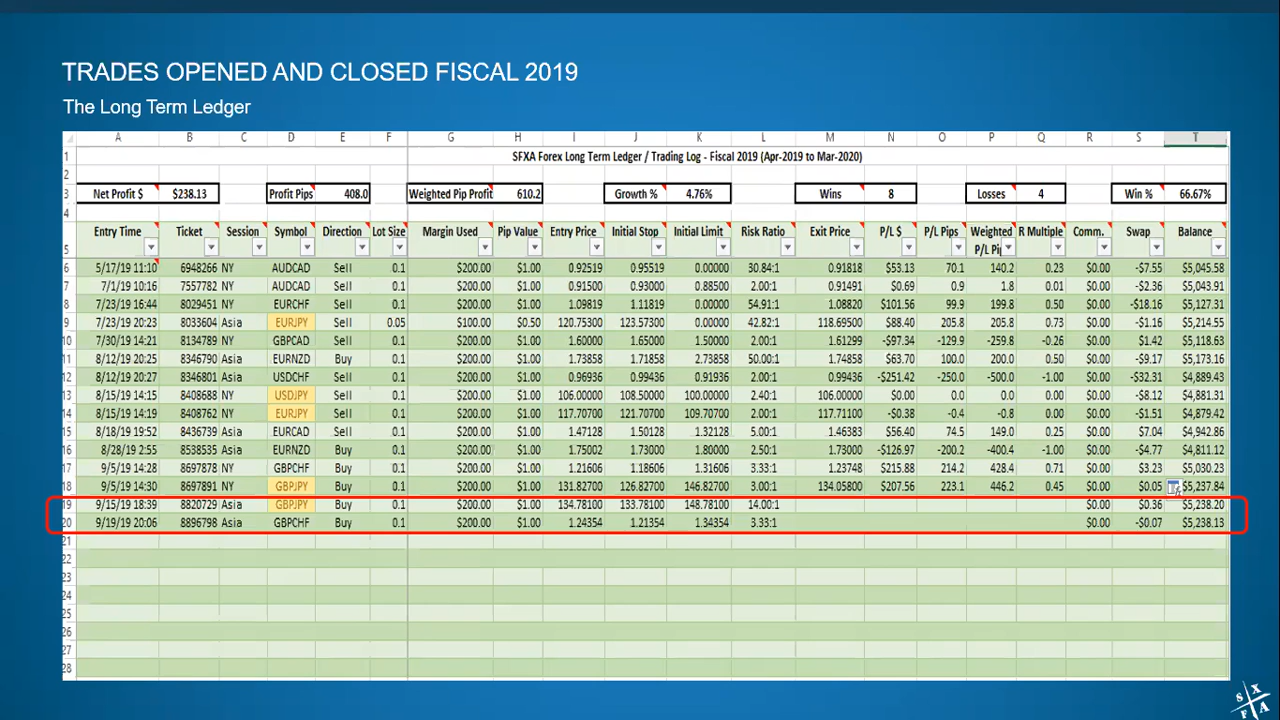 TRADES OPENED AND CLOSED FISCAL 2019
The Long Term Ledger
A B C D E F G H I J K L M N O P Q R S T
1 SFXA Forex Long Term Ledger / Trading Log - Fiscal 2019 (Apr-2019 to Mar-2020)
2
3 Net Profit $ $238.13 Profit Pips 408.0 Weighted Pip Profit 610.2 Growth % 4.76% Wins 8 Losses 4 Win % 66.67%
4
Entry Time Ticket Session Symbol Direction Lot Size Margin Used Pip Value Entry Price Initial Stop Initial Limit Risk Ratio Exit Price P/L $ P/L Pips Weighted R Multiple Comm. Swap Balance
5 P/L Pip
6 5/17/19 11:10 6948266 NY AUDCAD Sell 0.1 $200.00 $1.00 0.92519 0.95519 0.00000 30.84:1 0.91818 $53.13 70.1 140.2 0.23 $0.00 -$7.55 $5,045.58
7 7/1/19 10:16 7557782 NY AUDCAD Sell 0.1 $200.00 $1.00 0.91500 0.93000 0.88500 2.00:1 0.91491 $0.69 0.9 1.8 0.01 $0.00 -$2.36 $5,043.91
8 7/23/19 16:44 8029451 NY EURCHF Sell 0.1 $200.00 $1.00 1.09819 1.11819 0.00000 54.91:1 1.08820 $101.56 99.9 199.8 0.50 $0.00 -$18.16 $5,127.31
9 7/23/19 20:23 8033604 Asia EURJPY Sell 0.05 $100.00 $0.50 120.75300 123.57300 0.00000 42.82:1 118.69500 $88.40 205.8 205.8 0.73 $0.00 -$1.16 $5,214.55
10 7/30/19 14:21 8134789 NY GBPCAD Sell 0.1 $200.00 $1.00 1.60000 1.65000 1.50000 2.00:1 1.61299 -$97.34 -129.9 -259.8 -0.26 $0.00 $1.42 $5,118.63
11 8/12/19 20:25 8346790 Asia EURNZD Buy 0.1 $200.00 $1.00 1.73858 1.71858 2.73858 50.00:1 1.74858 $63.70 100.0 200.0 0.50 $0.00 -$9.17 $5,173.16
12 8/12/19 20:27 8346801 Asia USDCHF Sell 0.1 $200.00 $1.00 0.96936 0.99436 0.91936 2.00:1 0.99436 -$251.42 -250.0 -500.0 -1.00 $0.00 -$32.31 $4,889.43
13 8/15/19 14:15 8408688 NY USDJPY Sell 0.1 $200.00 $1.00 106.00000 108.50000 100.00000 2.40:1 106.00000 $0.00 0.0 0.0 0.00 $0.00 -$8.12 $4,881.31
14 8/15/19 14:19 8408762 NY EURJPY Sell 0.1 $200.00 $1.00 117.70700 121.70700 109.70700 2.00:1 117.71100 -$0.38 -0.4 -0.8 0.00 $0.00 -$1.51 $4,879.42
15 8/18/19 19:52 8436739 Asia EURCAD Sell 0.1 $200.00 $1.00 1.47128 1.50128 1.32128 5.00:1 1.46383 $56.40 74.5 149.0 0.25 $0.00 $7.04 $4,942.86
16 8/28/19 2:55 8538535 Asia EURNZD Buy 0.1 $200.00 $1.00 1.75002 1.73000 1.80000 2.50:1 1.73000 -$126.97 -200.2 -400.4 -1.00 $0.00 -$4.77 $4,811.12
17 9/5/19 14:28 8697878 NY GBPCHF Buy 0.1 $200.00 $1.00 1.21606 1.18606 1.31606 3.33:1 1.23748 $215.88 214.2 428.4 0.71 $0.00 $3.23 $5,030.23
18 9/5/19 14:30 8697891 NY GBPJPY Buy 0.1 $200.00 $1.00 131.82700 126.82700 146.82700 3.00:1 134.05800 $207.56 223.1 446.2 0.45 $0.00 $0.05 $5,237.84
19 9/15/19 18:39 8820729 Asia GBPJPY Buy 0.1 $200.00 $1.00 134.78100 133.78100 148.78100 14.00:1 $0.00 $0.36 $5,238.20
20 9/19/19 20:06 8896798 Asia GBPCHF Buy 0.1 $200.00 $1.00 1.24354 1.21354 1.34354 3.33:1 $0.00 -$0.07 $5,238.13
21
22
23
24
25
26
27
28
S X
F A